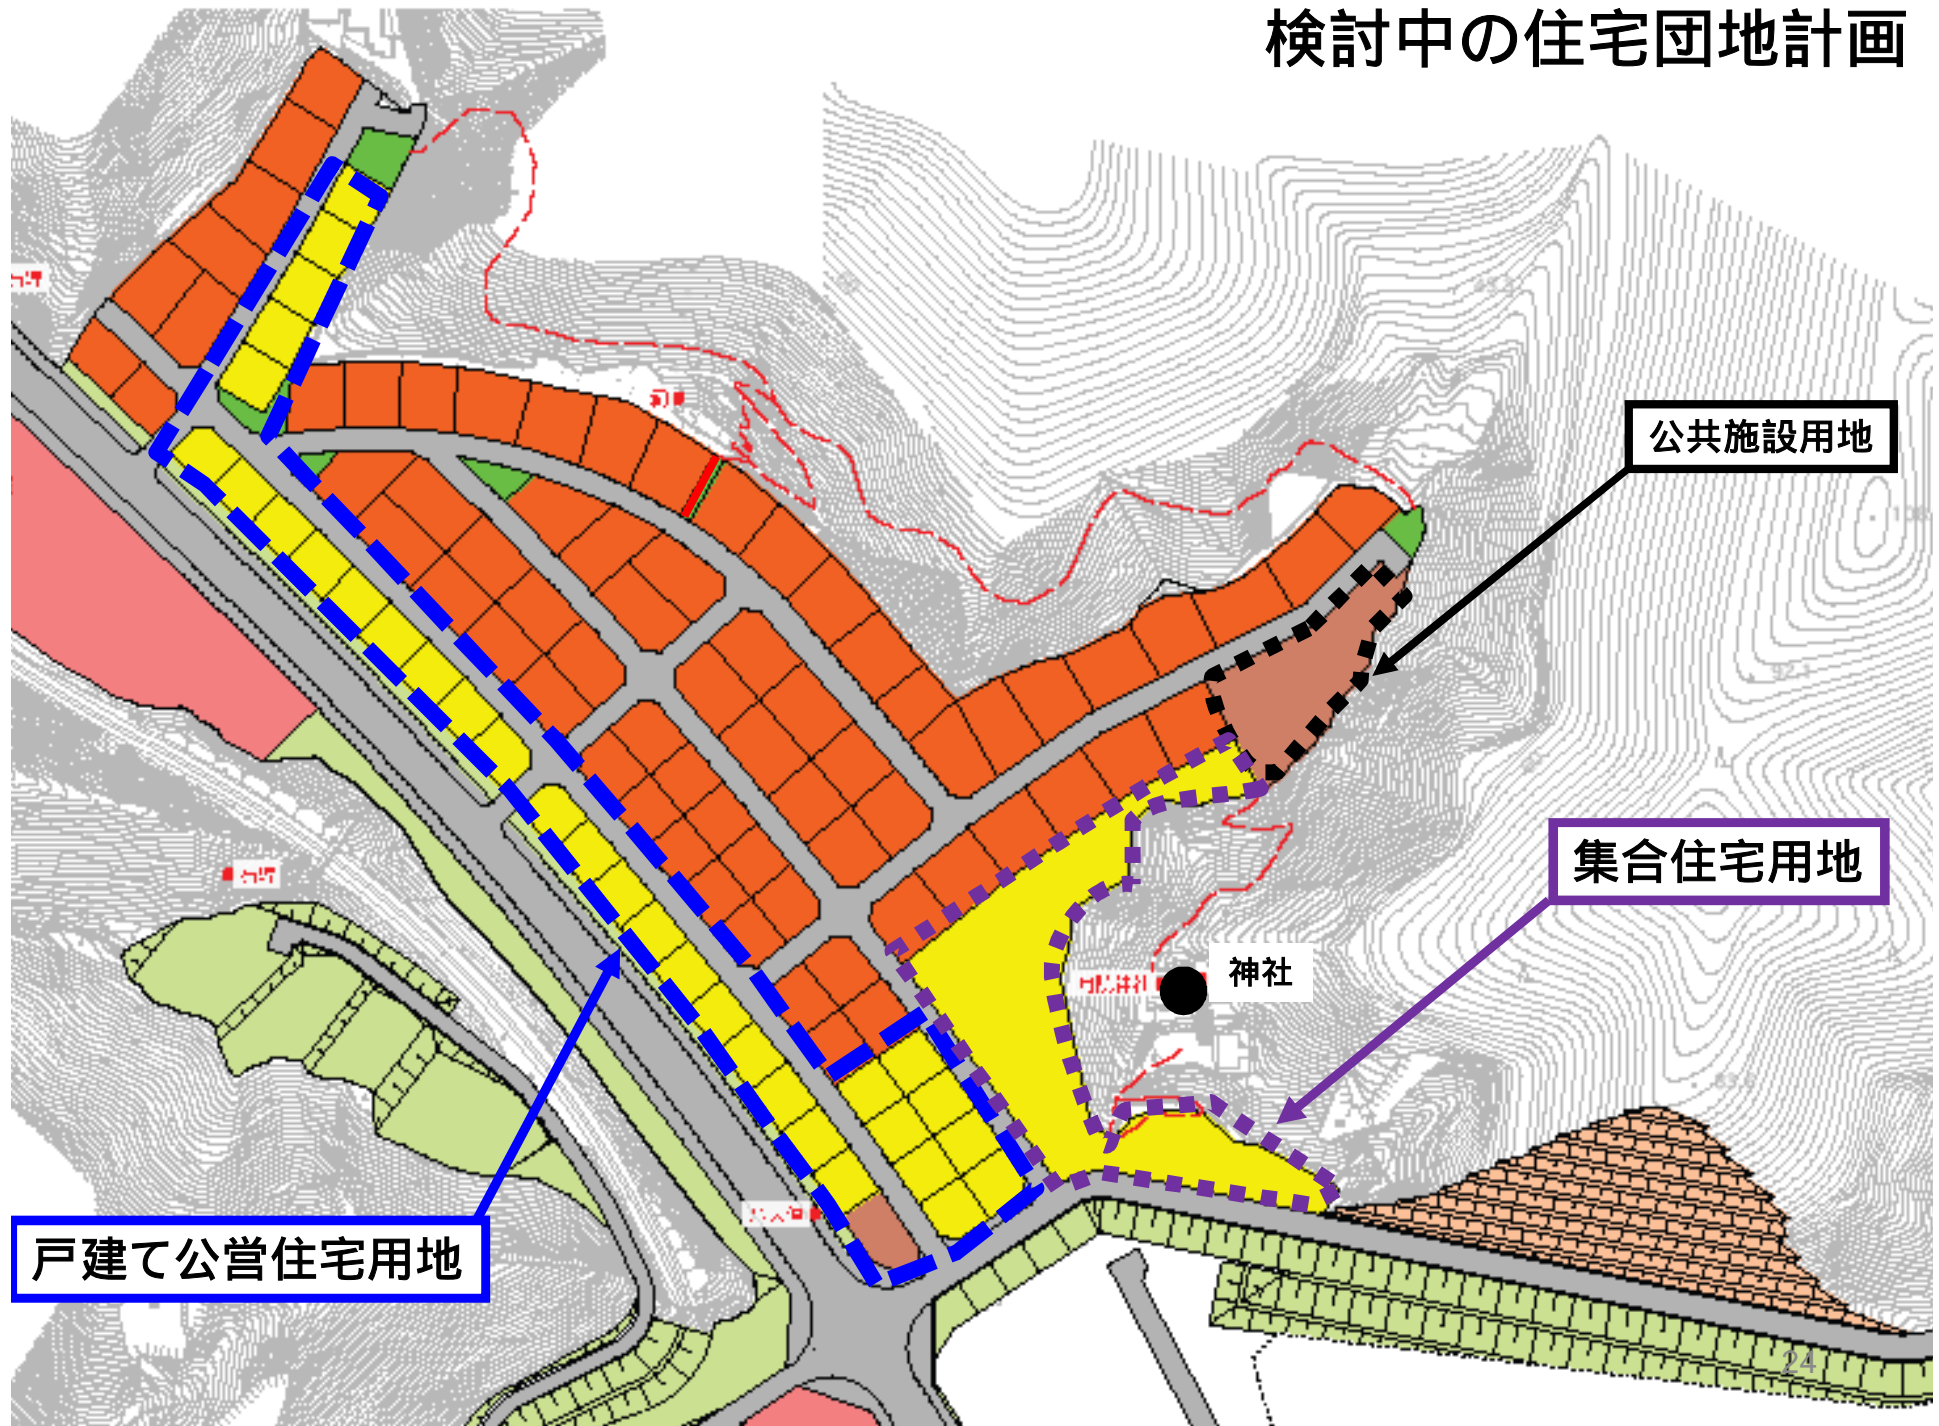 検討中の住宅団地計画
公共施設用地
集合住宅用地
神社
戸建て公営住宅用地
24